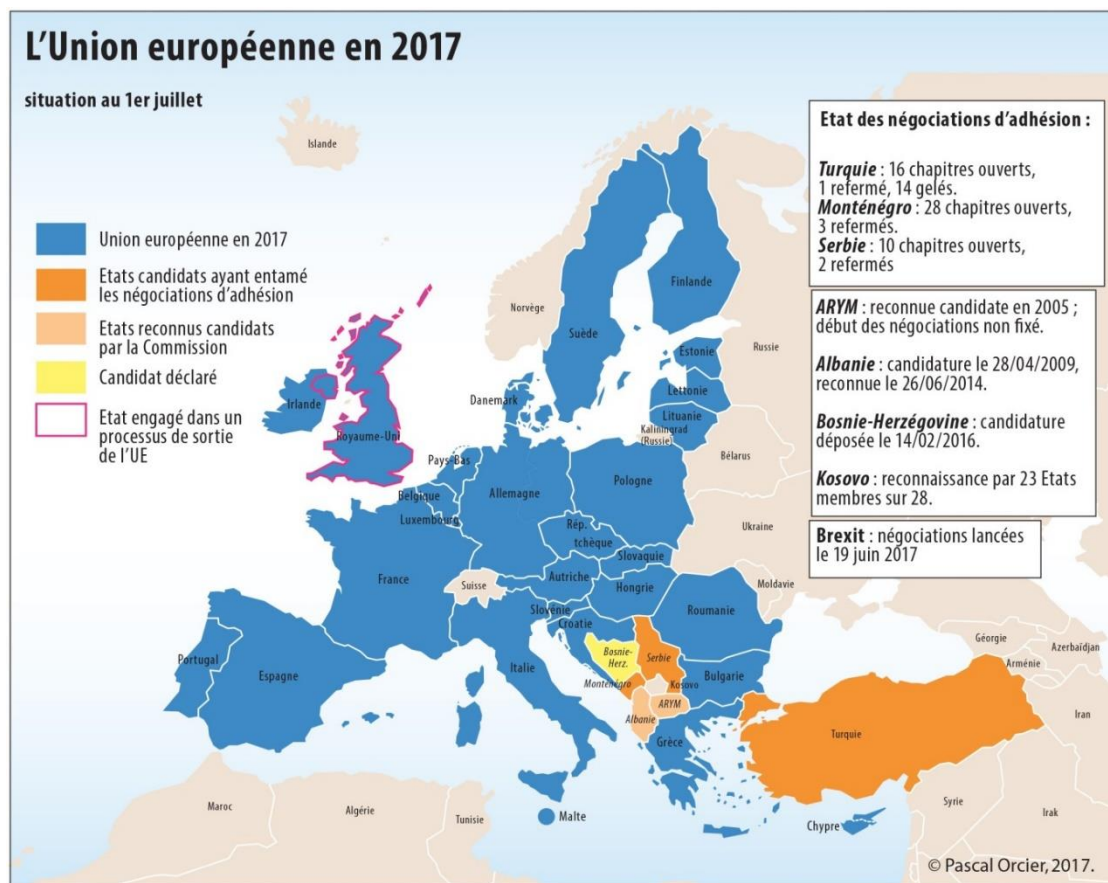 L'Union européenne en 2017
situation au 1er juillet
Union européenne en 2017
Etats candidats ayant entamé
les négociations d'adhésion
Etats reconnus candidats
par la Commission
Candidat déclaré
Etat engagé dans un
processus de sortie
de l'UE
Etat des négociations d'adhésion :
Turquie : 16 chapitres ouverts,
1 refermé, 14 gelés.
Monténégro : 28 chapitres ouverts,
3 refermés.
Serbie : 10 chapitres ouverts,
2 refermés
ARYM : reconnue candidate en 2005 ;
début des négociations non fixé.
Albanie : candidature le 28/04/2009,
reconnue le 26/06/2014.
Bosnie-Herzégovine : candidature
déposée le 14/02/2016.
Kosovo : reconnaissance par 23 Etats
membres sur 28.
Brexit : négociations lancées
le 19 juin 2017
Islande
Norvège
Suède
Finlande
Russie
Estonie
Lettonie
Lituanie
Kaliningrad
(Russie)
Danemark
Irlande
Royaume-Uni
Pays-Bas
Belgique
Luxembourg
Allemagne
Pologne
Bélarus
Ukraine
Rép.
tchèque
Slovaquie
France
Suisse
Autriche
Hongrie
Moldavie
Roumanie
Slovénie
Croatie
Bosnie-
Herz.
Serbie
Monténégro
Kosovo
Bulgarie
Albanie
ARYM
Italie
Portugal
Espagne
Grèce
Turquie
Géorgie
Azerbaïdjan
Arménie
Iran
Maroc
Algérie
Tunisie
Malte
Chypre
Syrie
Irak
© Pascal Orcier, 2017.